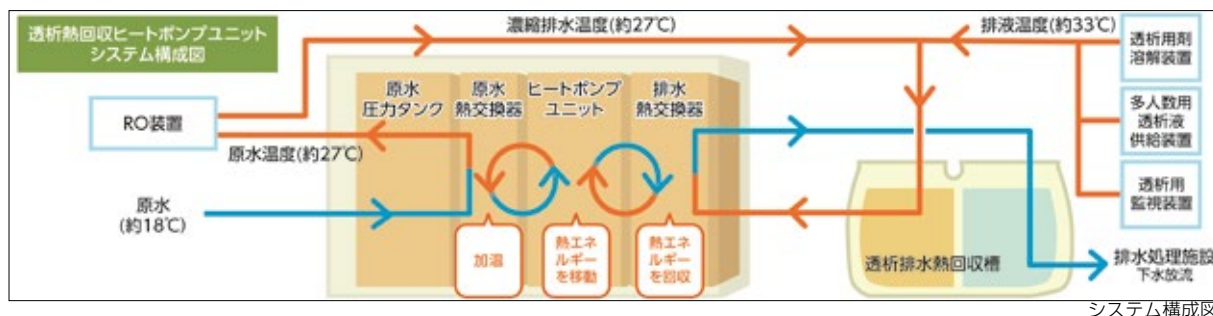 透析熱回収ヒートポンプユニット
システム構成図
濃縮排水温度(約27℃)
排液温度(約33℃)
透析用剤
溶解装置
原水
圧力タンク
原水
熱交換器
ヒートポンプ
ユニット
排水
熱交換器
RO装置
多人数用
透析液
供給装置
原水温度(約27℃)
透析用
監視装置
原水
(約18℃)
加温
熱エネ
ルギー
を移動
熱エネ
ルギー
を回収
透析排水熱回収槽
排水処理施設
下水放流
システム構成図